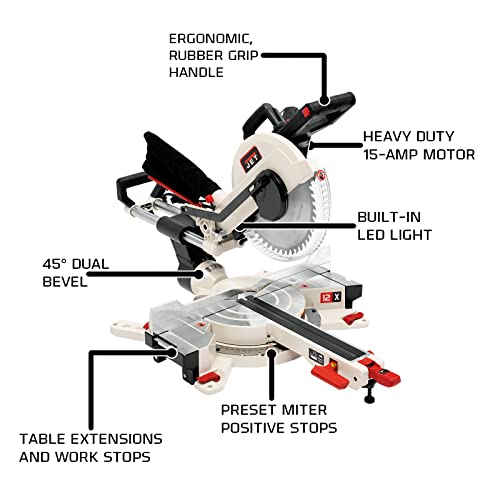 ERGONOMIC,
RUBBER GRIP
HANDLE
HEAVY DUTY
15-AMP MOTOR
JET
BUILT-IN
LED LIGHT
45° DUAL
BEVEL
12 X
PRESET MITER
POSITIVE STOPS
TABLE EXTENSIONS
AND WORK STOPS